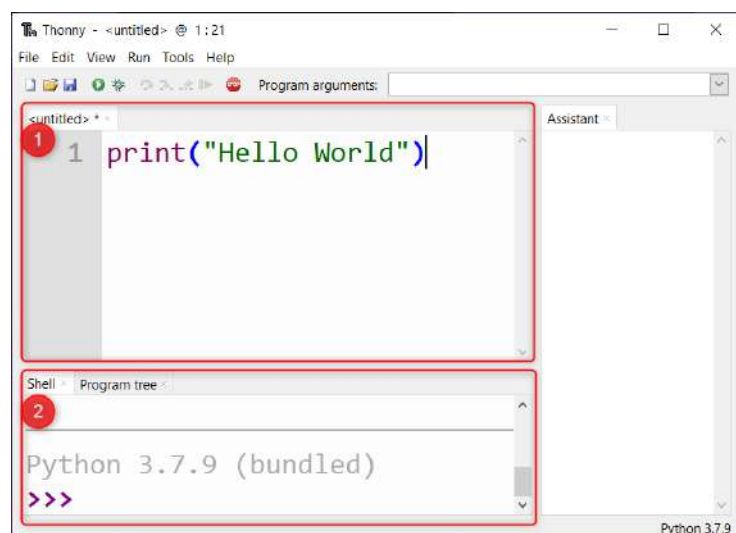 Thonny - <untitled> @ 1:21
File Edit View Run Tools Help
Program arguments:
<untitled> *
Assistant
1
1 print("Hello World")
Shell
Program tree
2
Python 3.7.9 (bundled)
>>>
Python 3.7.9